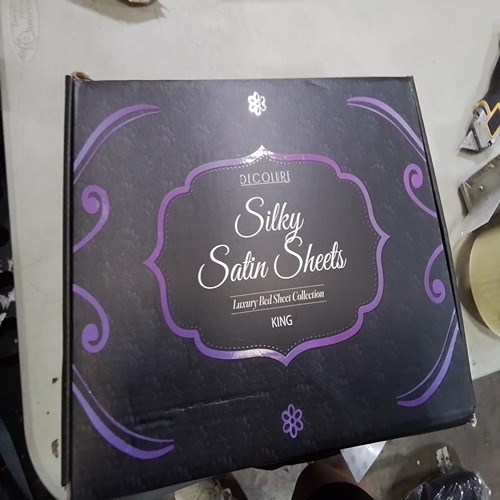 DECOLURE
Silky
Satin Sheets
Luxury Bed Sheet Collection
KING